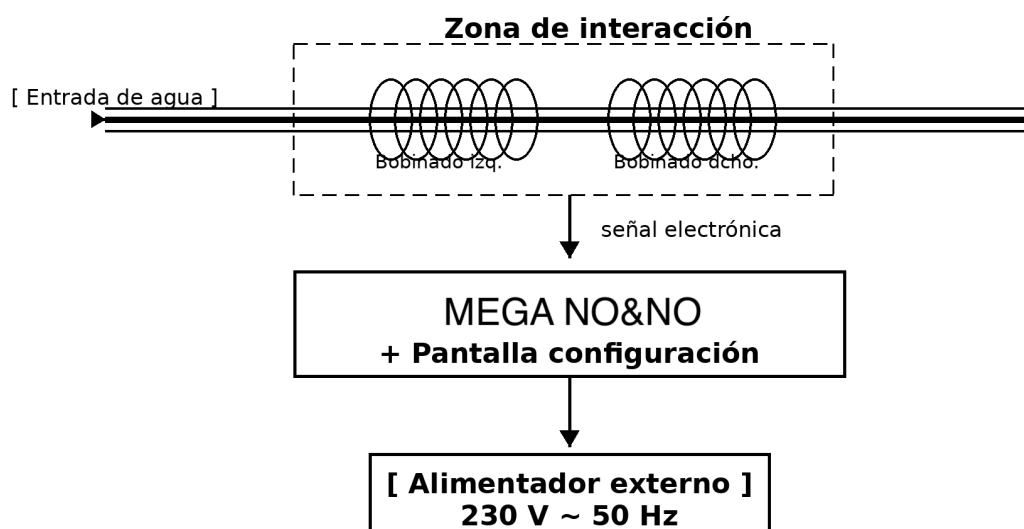 Zona de interacción
[ Entrada de agua ]
Bobinado izq.
Bobinado dcho.
señal electrónica
MEGA NO&NO
+ Pantalla configuración
[ Alimentador externo ]
230 V ~ 50 Hz